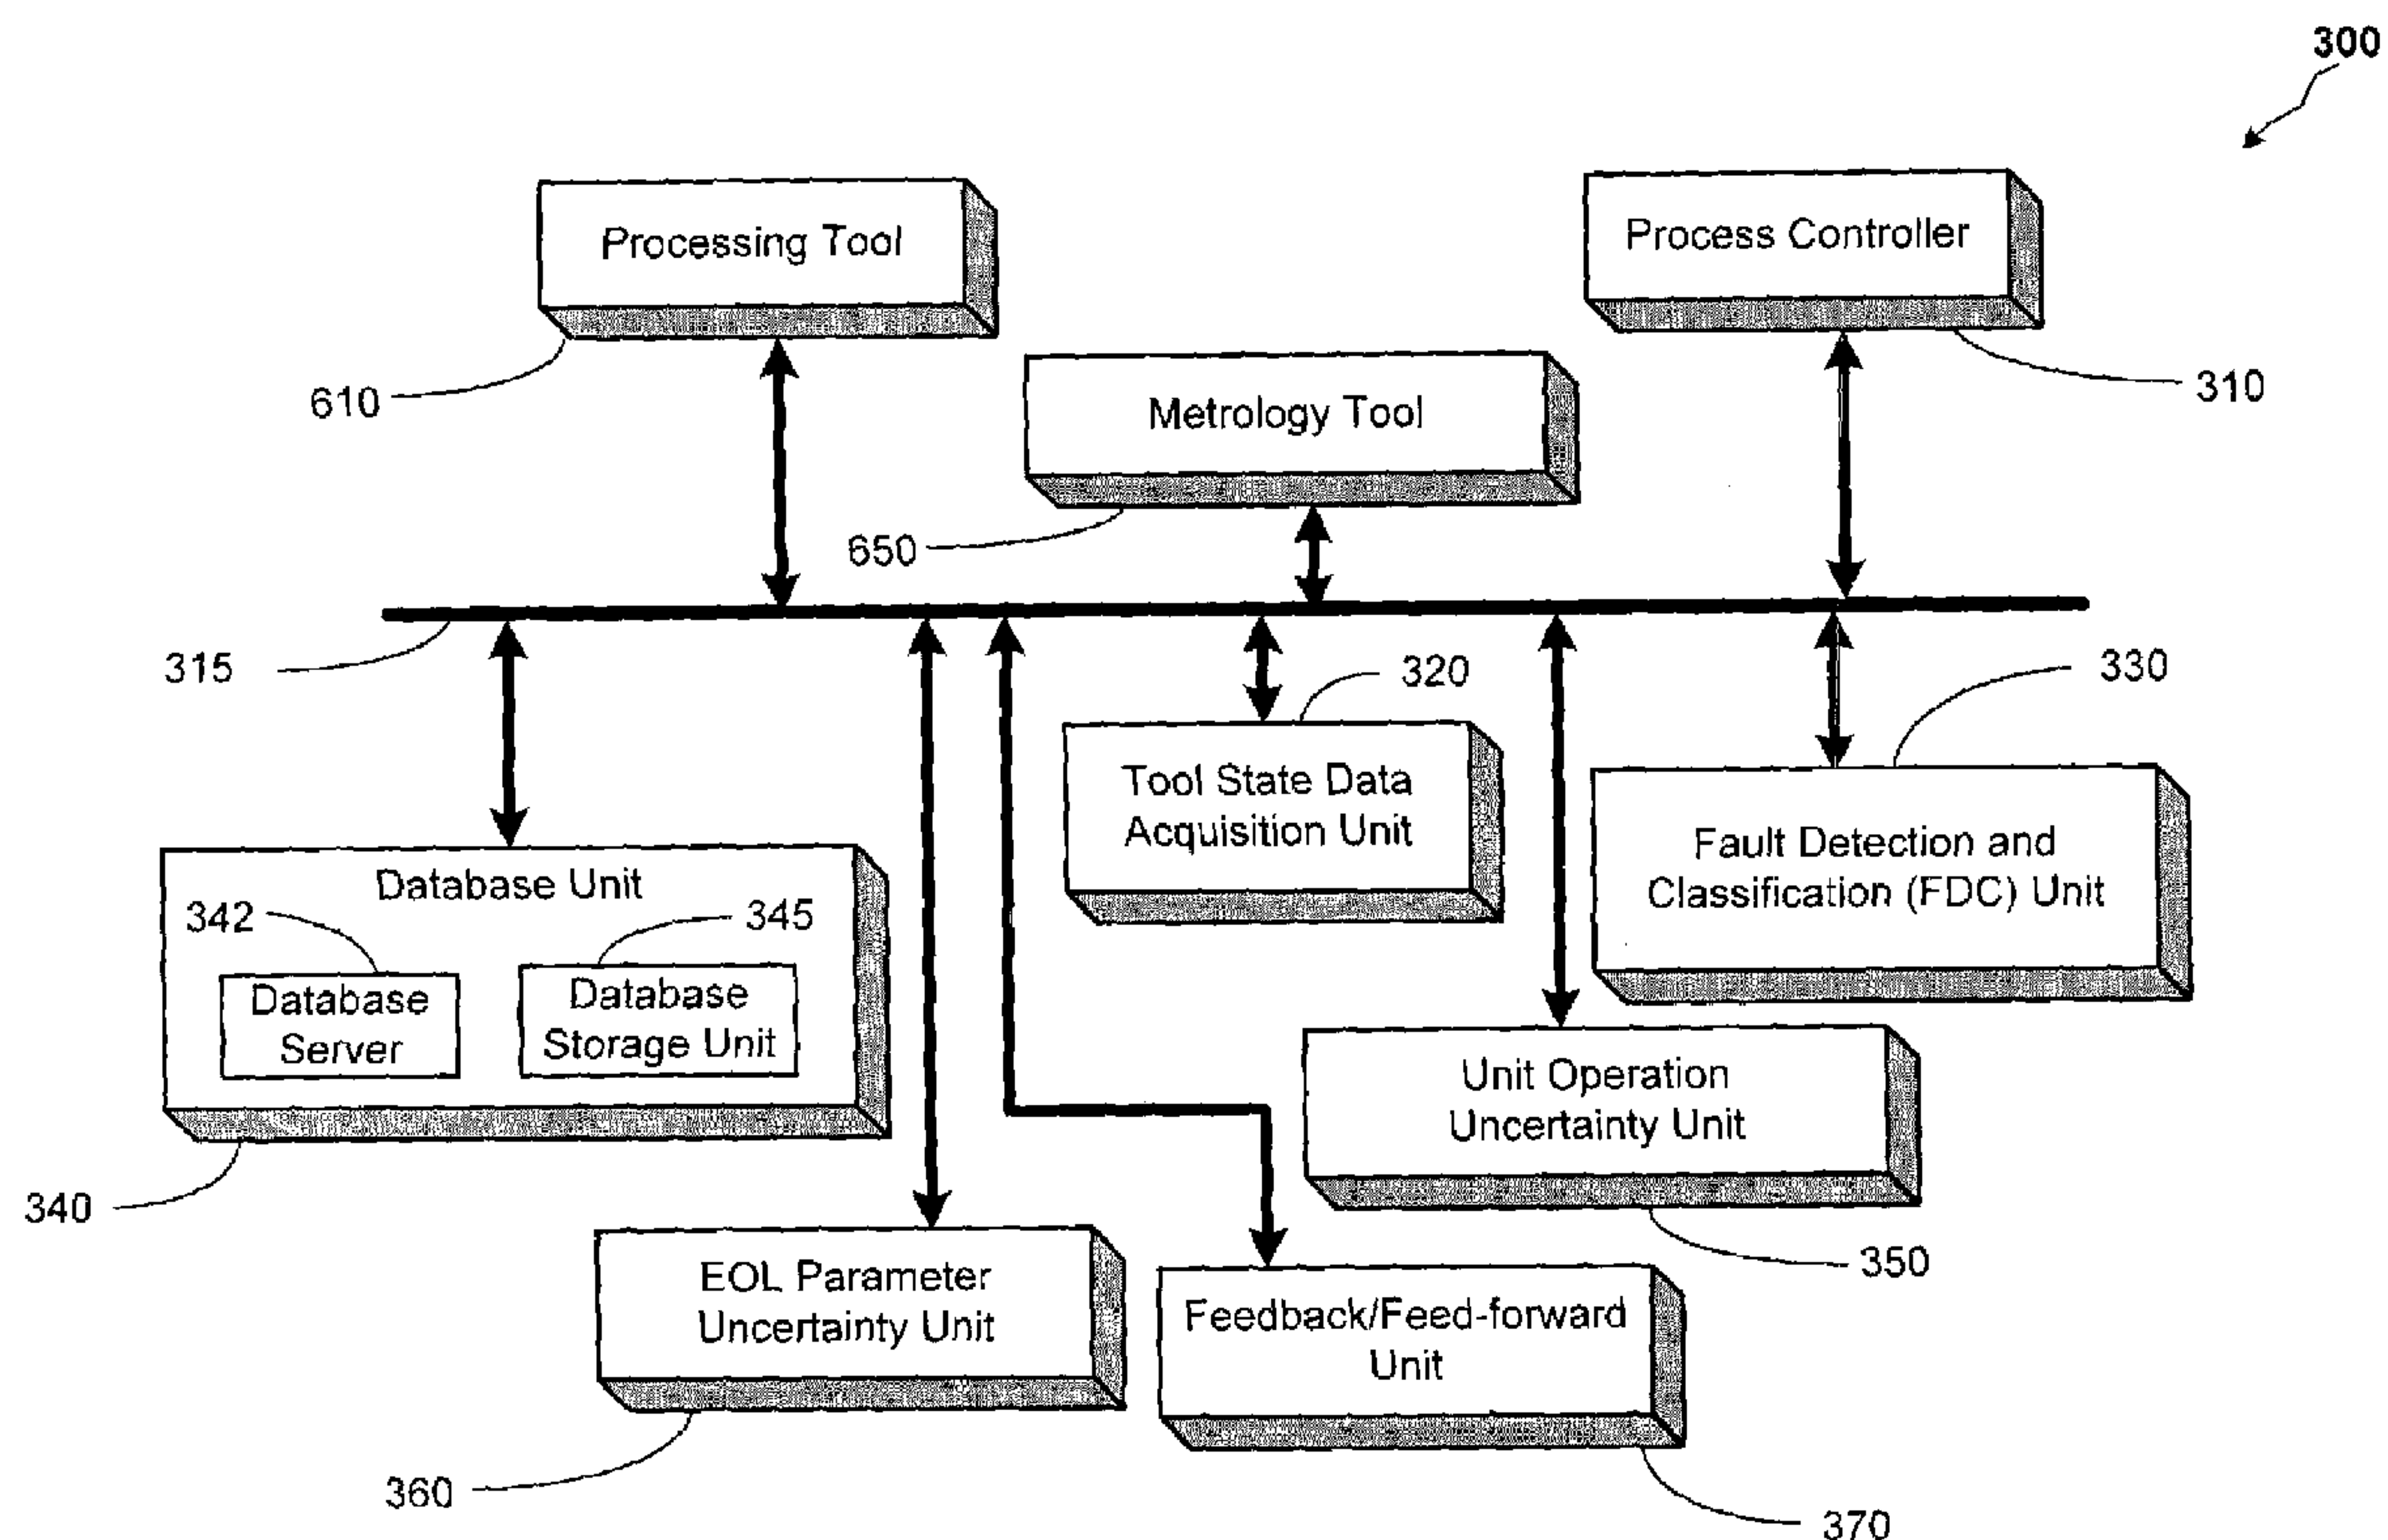 300
Processing Tool
Process Controller
610
Metrology Tool
310
650
315
320
330
Tool State Data
Acquisition Unit
Fault Detection and
Classification (FDC) Unit
Database Unit
342
345
Database
Server
Database
Storage Unit
Unit Operation
Uncertainty Unit
340
350
EOL Parameter
Uncertainty Unit
Feedback/Feed-forward
Unit
360
370